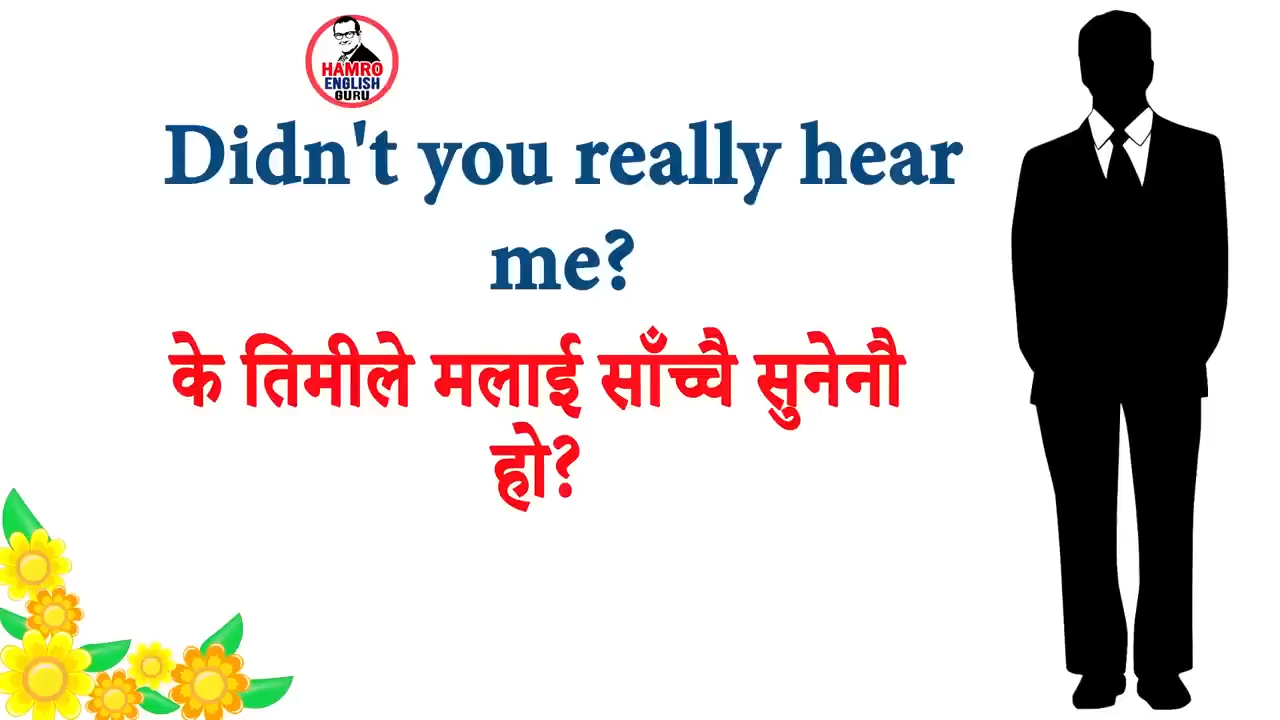 HAMRO
ENGLISH
GURU
Didn't you really hear
me?
के तिमीले मलाई साँच्चै सुनेनौ
हो?